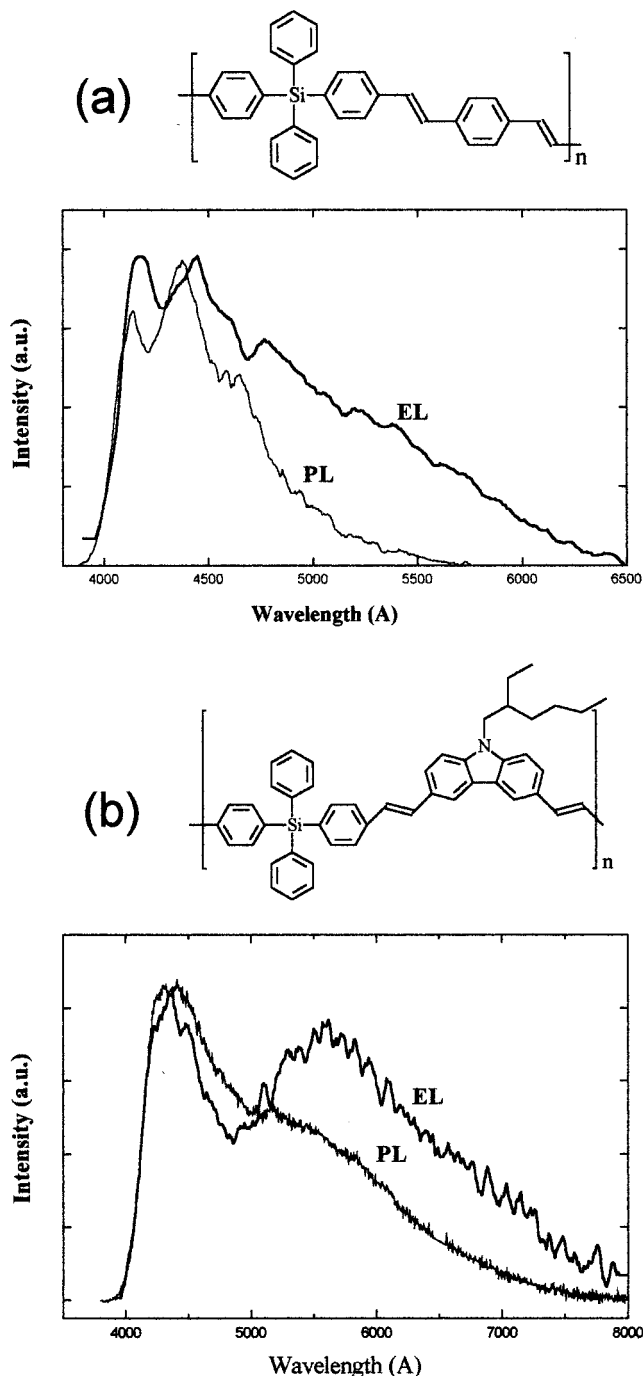 (a)
Si
n
Intensity (a.u.)
EL
PL
4000 4500 5000 5500 6000 6500
Wavelength (A)
N
(b)
Si
n
Intensity (a.u.)
EL
PL
4000 5000 6000 7000 8000
Wavelength (A)